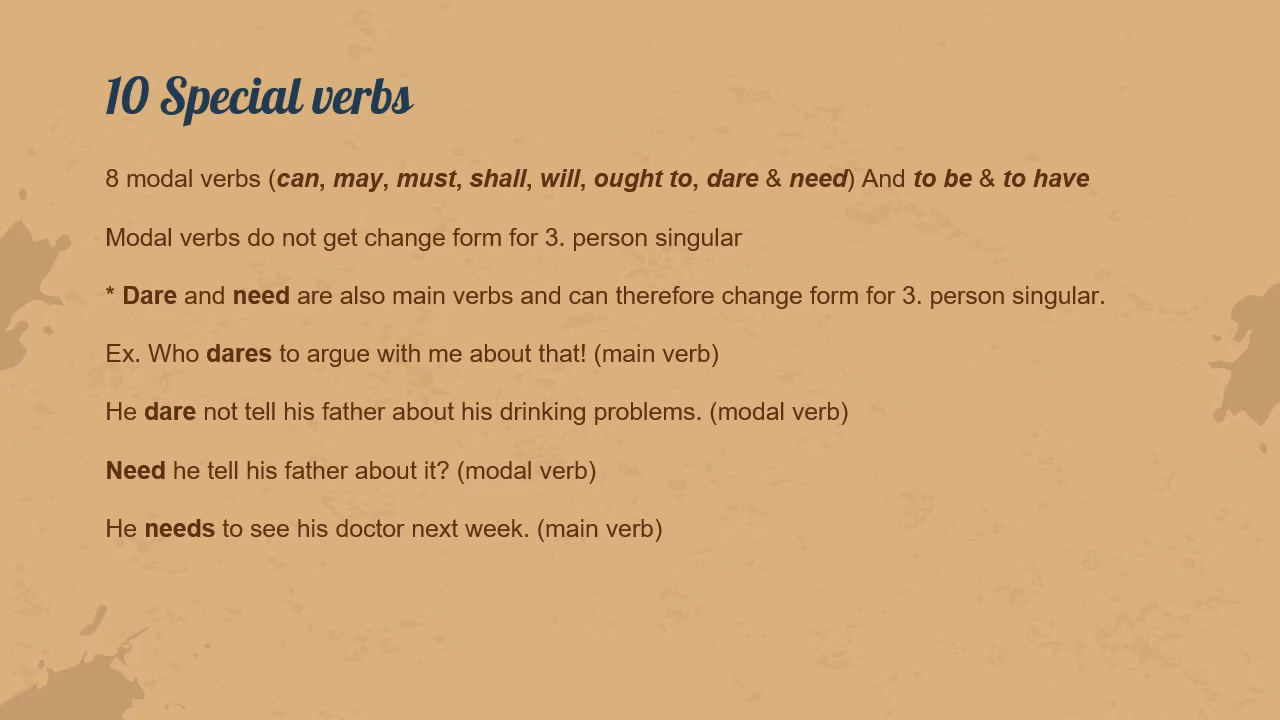 10 Special verbs
8 modal verbs (can, may, must, shall, will, ought to, dare & need) And to be & to have
Modal verbs do not get change form for 3. person singular
* Dare and need are also main verbs and can therefore change form for 3. person singular.
Ex. Who dares to argue with me about that! (main verb)
He dare not tell his father about his drinking problems. (modal verb)
Need he tell his father about it? (modal verb)
He needs to see his doctor next week. (main verb)